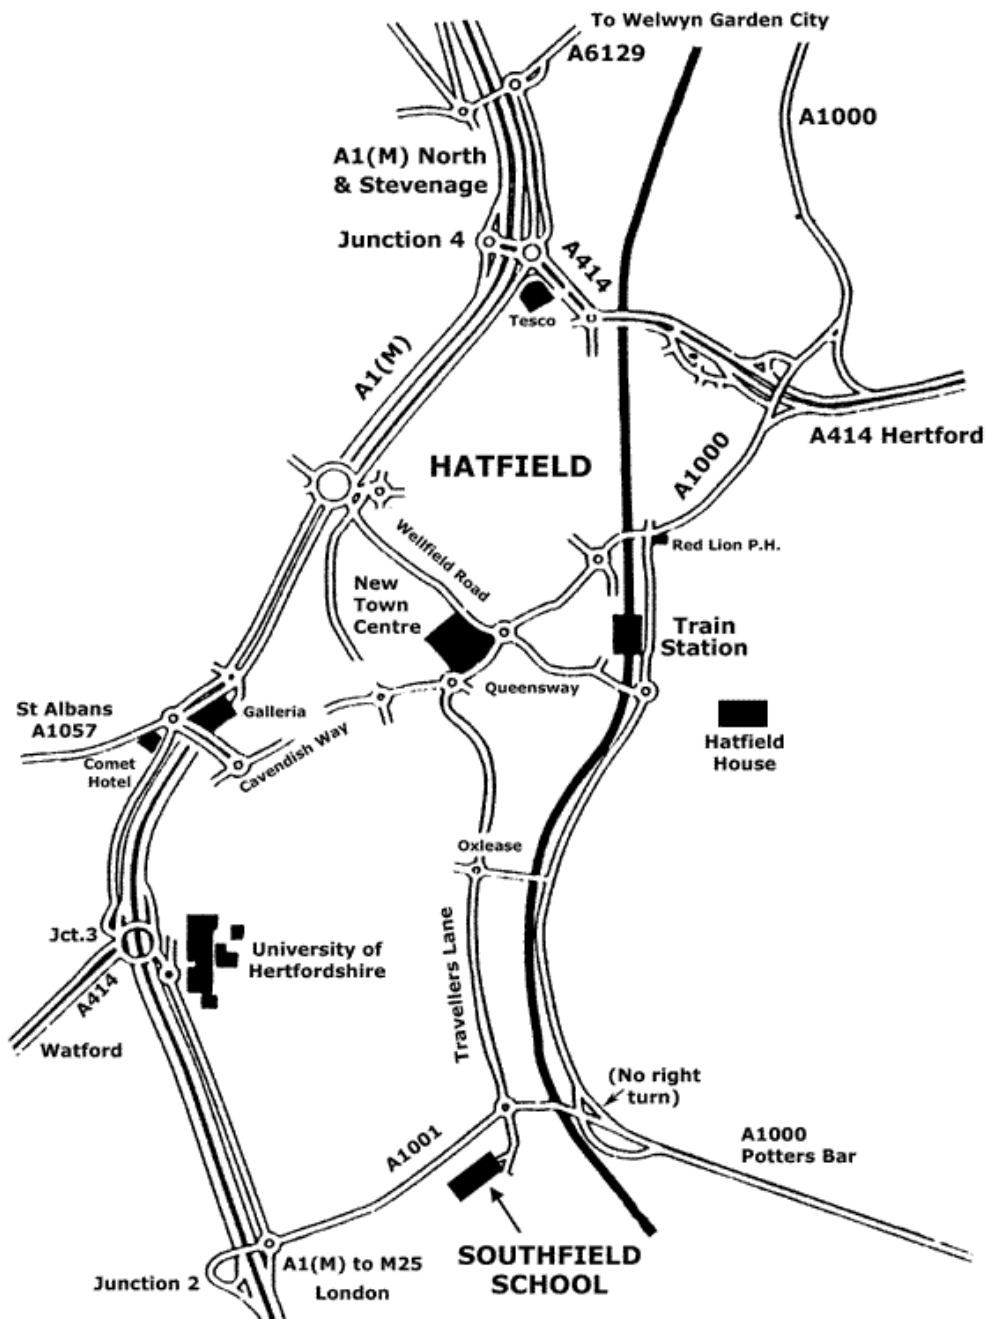 To Welwyn Garden City
A6129
A1000
A1(M) North
& Stevenage
Junction 4
A414
Tesco
A1(M)
A414 Hertford
HATFIELD
A1000
Wellfield Road
Red Lion P.H.
New
Town
Centre
Train
Station
Queensway
St Albans
A1057
Galleria
Hatfield
House
Comet
Hotel
Cavendish Way
Oxlease
Jct.3
University of
Hertfordshire
A414
Travellers Lane
Watford
(No right
turn)
A1001
A1000
Potters Bar
SOUTHFIELD
SCHOOL
A1(M) to M25
London
Junction 2